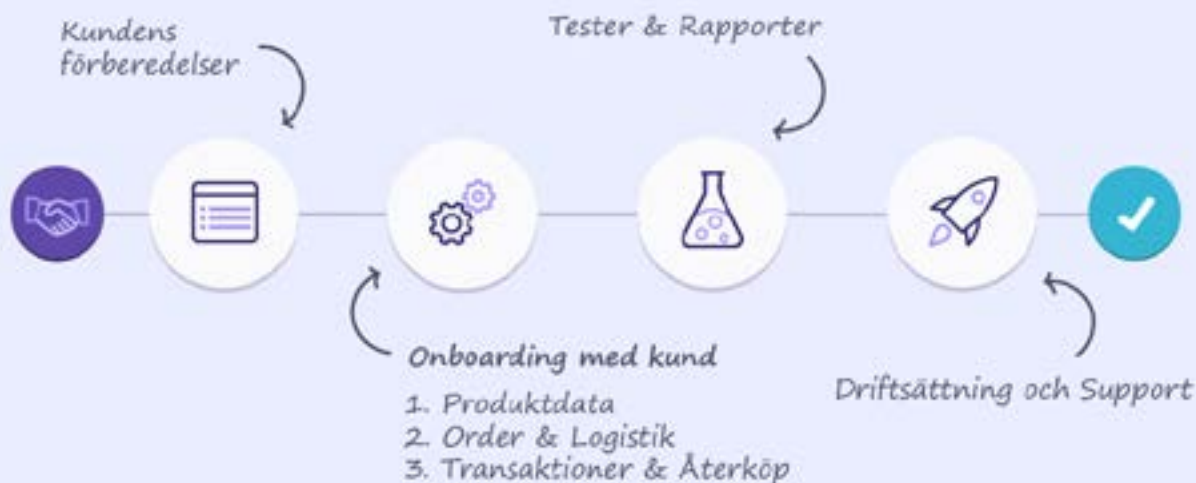 Kundens
förberedelser
Tester & Rapporter
Onboarding med kund
1. Produktdata
2. Order & Logistik
3. Transaktioner & Återköp
Driftsättning och Support